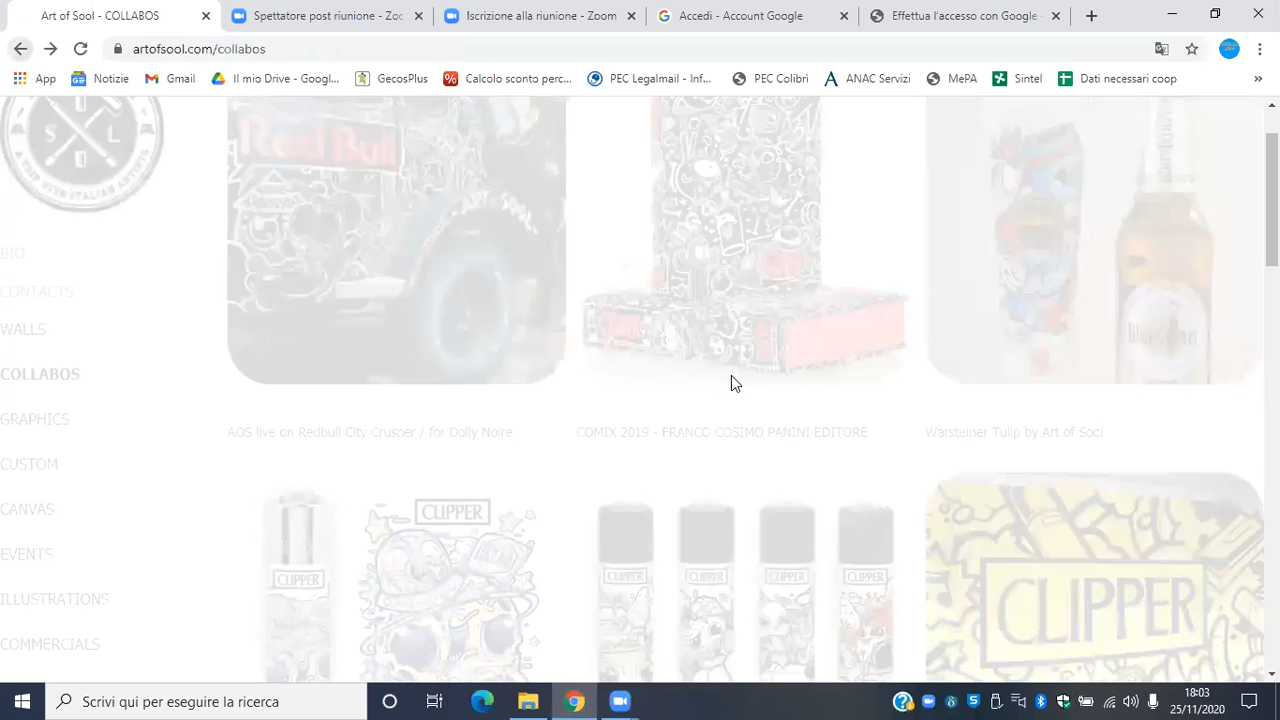 Art of Sool - COLLABOS
Spettatore post riunione - Zoc
Iscrizione alla riunione - Zoom
Accedi - Account Google
Effettua l'accesso con Google -
artofsool.com/collabos
App
Notizie
Gmail
Il mio Drive - Googl...
GecosPlus
Calcolo sconto perc...
PEC Legalmail - Inf...
PEC Colibri
ANAC Servizi
MePA
Sintel
Dati necessari coop
»
S L
Red Bull
BIO
CONTACTS
WALLS
COLLABOS
GRAPHICS
CUSTOM
CANVAS
EVENTS
ILLUSTRATIONS
COMMERCIALS
AOS live on Redbull City Crusher / for Dolly Noire
COMIX 2019 - FRANCO COSIMO PANINI EDITORE
Warsteiner Tulip by Art of Sool
CLIPPER
CLIPPER
CLIPPER
CLIPPER
CLIPPER
CLIPPER
CLIPPER
Scrivi qui per eseguire la ricerca
18:03
25/11/2020